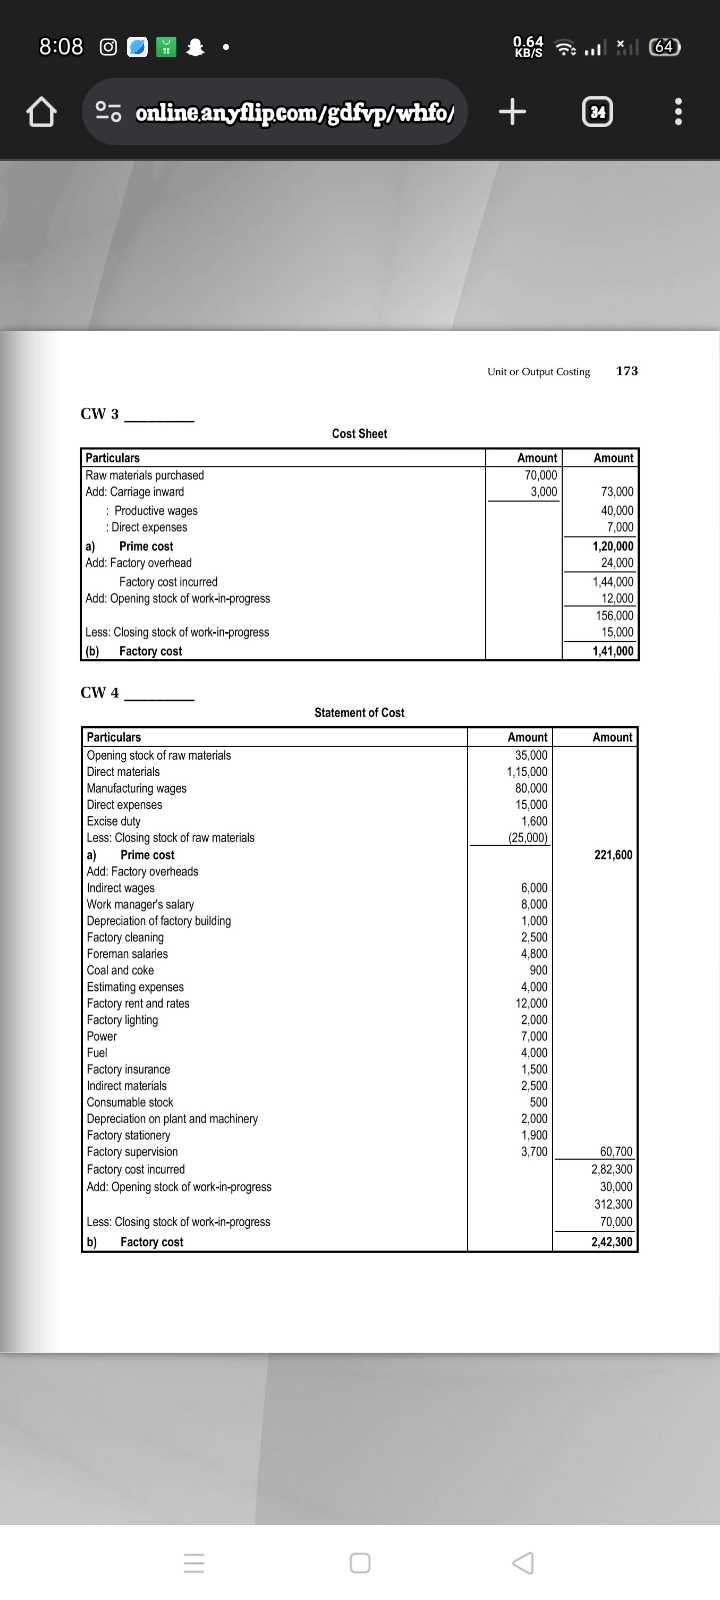 8:08
0.64
KB/S
64
online.anyflip.com/gdfvp/whfo/
34
Unit or Output Costing 173
CW 3
Cost Sheet
Particulars Amount Amount
Raw materials purchased 70,000
Add: Carriage inward 3,000 73,000
: Productive wages 40,000
: Direct expenses 7,000
a) Prime cost 1,20,000
Add: Factory overhead 24,000
Factory cost incurred 1,44,000
Add: Opening stock of work-in-progress 12,000
156,000
Less: Closing stock of work-in-progress 15,000
(b) Factory cost 1,41,000
CW 4
Statement of Cost
Particulars Amount Amount
Opening stock of raw materials 35,000
Direct materials 1,15,000
Manufacturing wages 80,000
Direct expenses 15,000
Excise duty 1,600
Less: Closing stock of raw materials (25,000)
a) Prime cost 221,600
Add: Factory overheads
Indirect wages 6,000
Work manager's salary 8,000
Depreciation of factory building 1,000
Factory cleaning 2,500
Foreman salaries 4,800
Coal and coke 900
Estimating expenses 4,000
Factory rent and rates 12,000
Factory lighting 2,000
Power 7,000
Fuel 4,000
Factory insurance 1,500
Indirect materials 2,500
Consumable stock 500
Depreciation on plant and machinery 2,000
Factory stationery 1,900
Factory supervision 3,700 60,700
Factory cost incurred 2,82,300
Add: Opening stock of work-in-progress 30,000
312,300
Less: Closing stock of work-in-progress 70,000
b) Factory cost 2,42,300